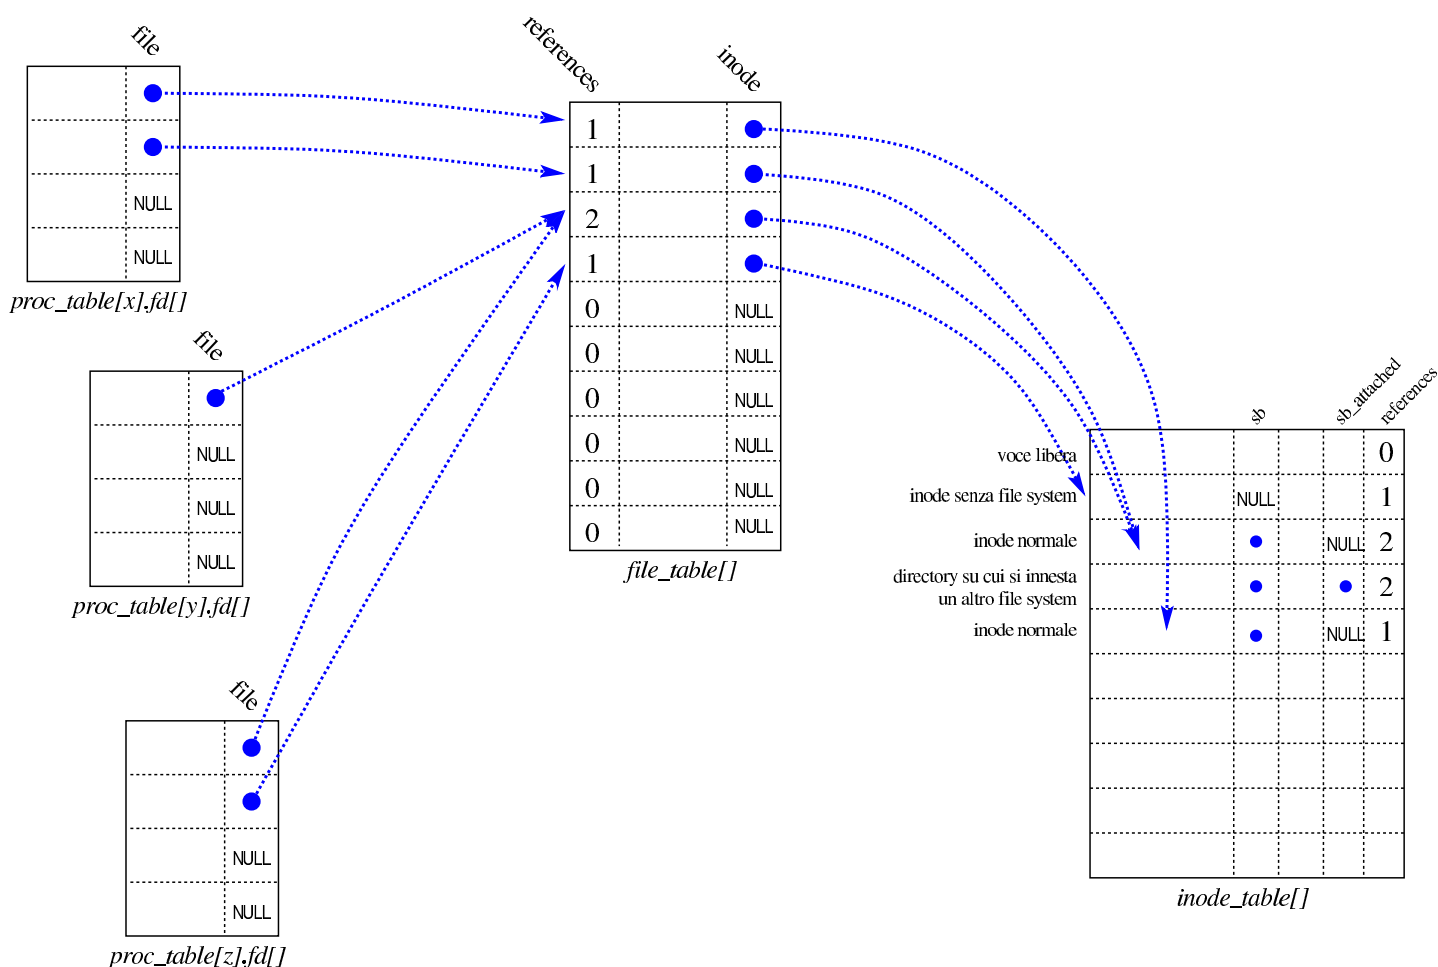 file
NULL
NULL
proc_table[x].fd[]
file
NULL
NULL
NULL
proc_table[y].fd[]
file
NULL
NULL
proc_table[z].fd[]
references inode
1
1
2
1
0 NULL
0 NULL
0 NULL
0 NULL
0 NULL
0 NULL
file_table[]
sb sb_attached references
voce libera 0
inode senza file system NULL 1
inode normale NULL 2
directory su cui si innesta
un altro file system 2
inode normale NULL 1
inode_table[]